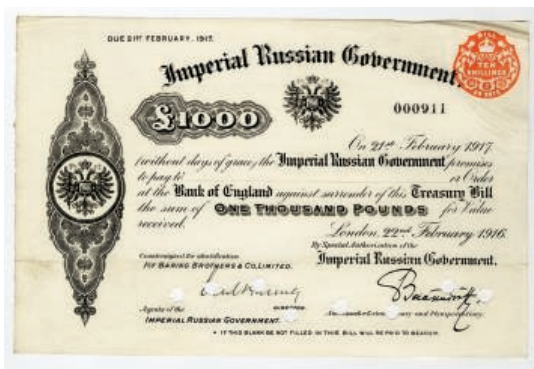 DUE 21ST FEBRUARY, 1917.
Imperial Russian Government.
BILL
TEN
SHILLINGS
£1000
000911
On 21st February 1917
(without days of grace) the Imperial Russian Government promises
to pay to or Order
at the Bank of England against surrender of this Treasury Bill
the sum of ONE THOUSAND POUNDS for Value
received.
London, 22nd February 1916.
By Special Authorisation of the
Imperial Russian Government.
Countersigned for identification
For BARING BROTHERS & CO, LIMITED.
DIRECTOR.
Agents of the
IMPERIAL RUSSIAN GOVERNMENT.
Ambassador Extraordinary and Plenipotentiary.
• IF THIS BLANK BE NOT FILLED IN THIS BILL WILL BE PAID TO BEARER.